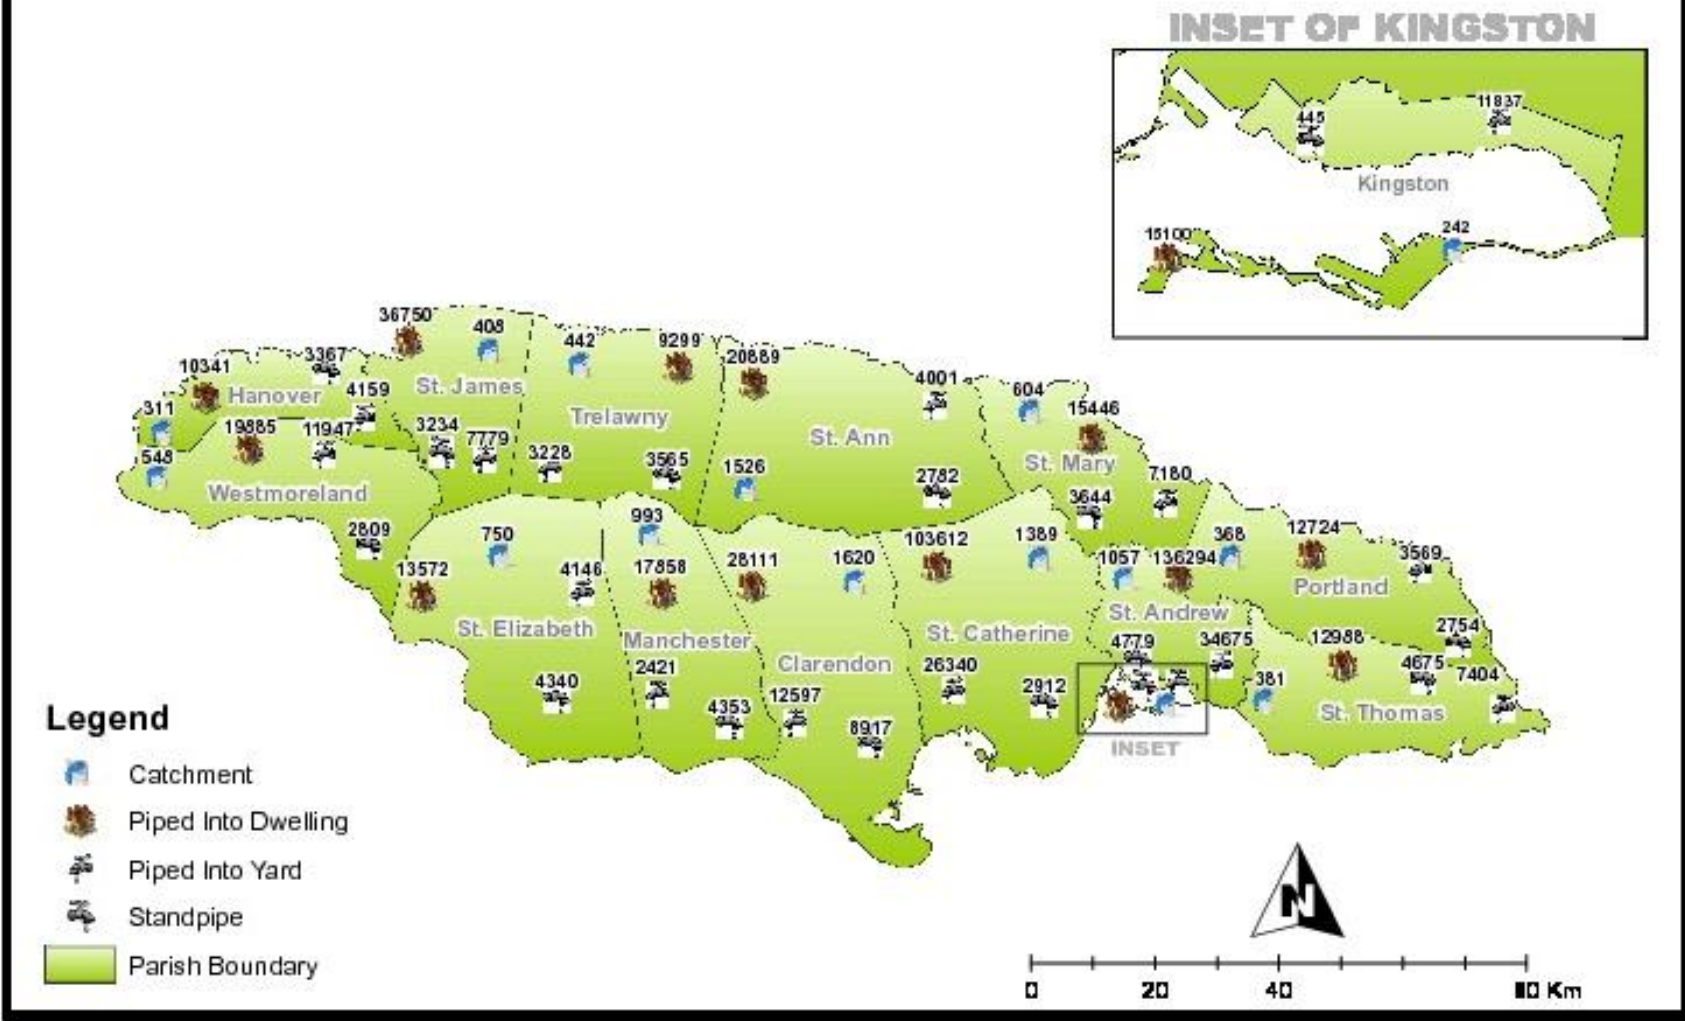 INSET OF KINGSTON
11837
445
Kingston
242
15100
36750
408
442
9299
20889
10341
3367
4159
Hanover
St. James
311
4001
604
15446
Trelawny
St. Ann
19885
11947
3234
7779
3228
3565
1526
2782
St. Mary
548
Westmoreland
3644
7180
2809
750
993
103612
1389
368
12724
13572
4146
17858
28111
1620
1057
136294
3569
Portland
St. Elizabeth
Manchester
St. Catherine
St. Andrew
Clarendon
4779
34675
12988
2754
4340
2421
26340
2912
381
4675
7404
4353
12597
8917
St. Thomas
INSET
Legend
Catchment
Piped Into Dwelling
Piped Into Yard
Standpipe
Parish Boundary
N
0 20 40 80 Km